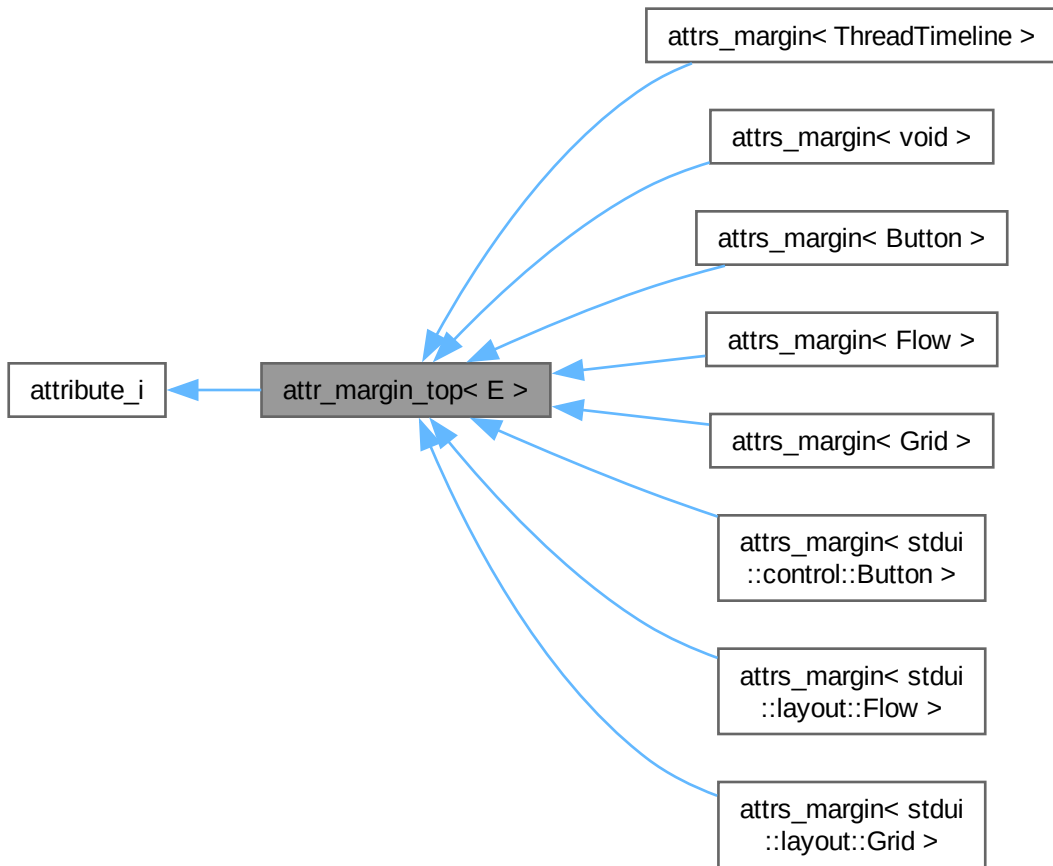 attrs_margin< ThreadTimeline >
attrs_margin< void >
attrs_margin< Button >
attrs_margin< Flow >
attribute_i
attr_margin_top< E >
attrs_margin< Grid >
attrs_margin< stdui
::control::Button >
attrs_margin< stdui
::layout::Flow >
attrs_margin< stdui
::layout::Grid >